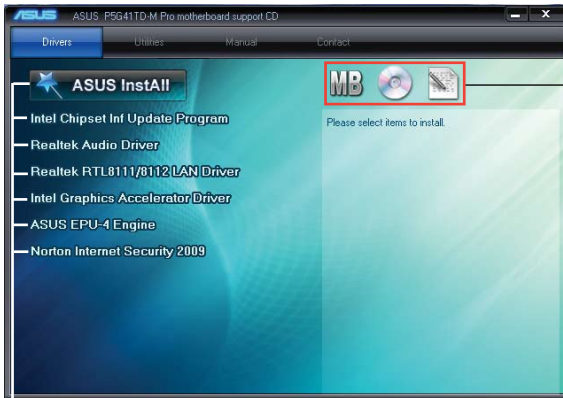 ASUS ASUS P5G41TD-M Pro motherboard support CD
Drivers Utilities Manual Contact
ASUS InstAll
MB
Please select items to install.
Intel Chipset Inf Update Program
Realtek Audio Driver
Realtek RTL8111/8112 LAN Driver
Intel Graphics Accelerator Driver
ASUS EPU-4 Engine
Norton Internet Security 2009